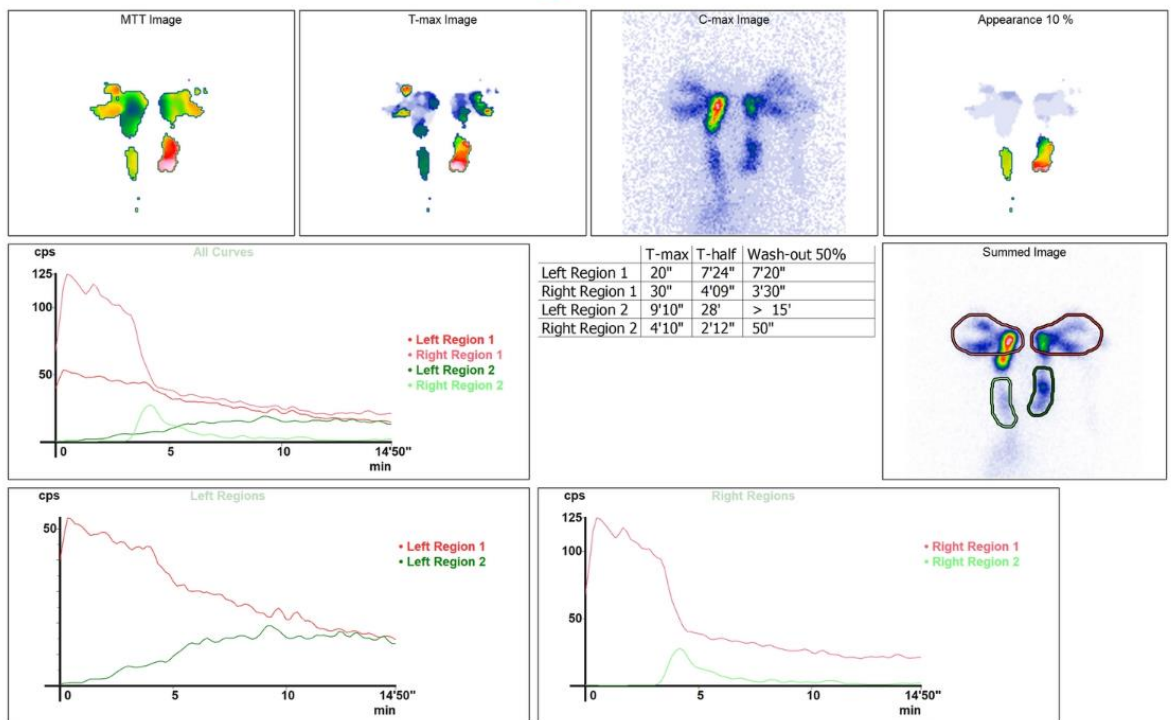 MTT Image
T-max Image
C-max Image
Appearance 10 %
cps
All Curves
125
100
50
• Left Region 1
• Right Region 1
• Left Region 2
• Right Region 2
0 5 10 14'50"
min
T-max T-half Wash-out 50%
Left Region 1 20" 7'24" 7'20"
Right Region 1 30" 4'09" 3'30"
Left Region 2 9'10" 28' > 15'
Right Region 2 4'10" 2'12" 50"
Summed Image
cps
Left Regions
50
• Left Region 1
• Left Region 2
0 5 10 14'50"
min
cps
Right Regions
125
100
50
• Right Region 1
• Right Region 2
0 5 10 14'50"
min